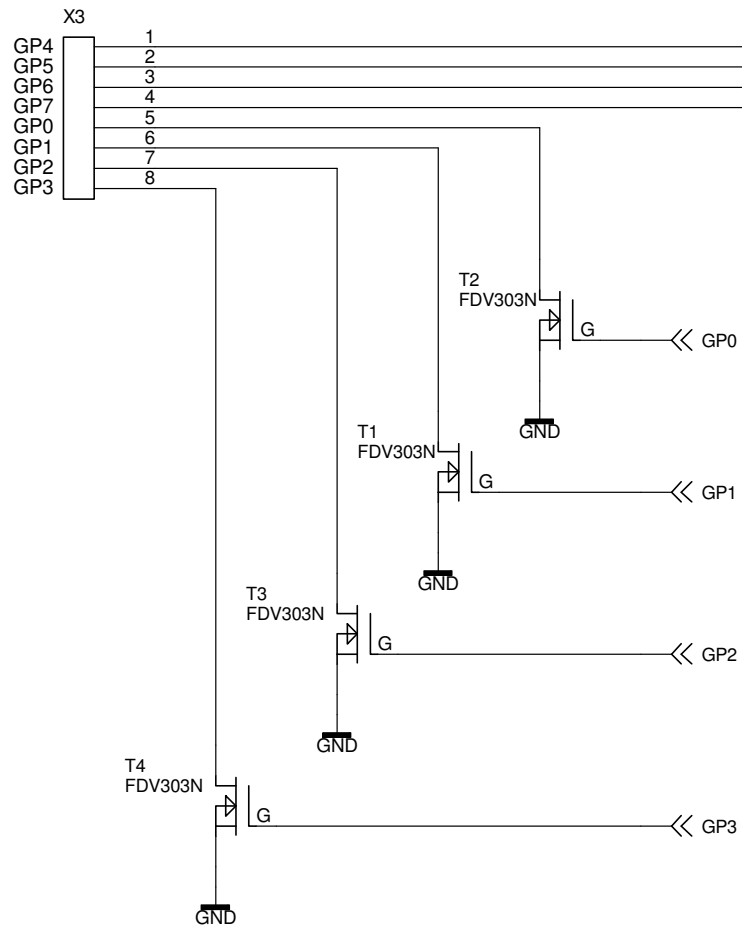 X3
GP4 1
GP5 2
GP6 3
GP7 4
GP0 5
GP1 6
GP2 7
GP3 8
T2
FDV303N
G GP0
GND
T1
FDV303N
G GP1
GND
T3
FDV303N
G GP2
GND
T4
FDV303N
G GP3
GND